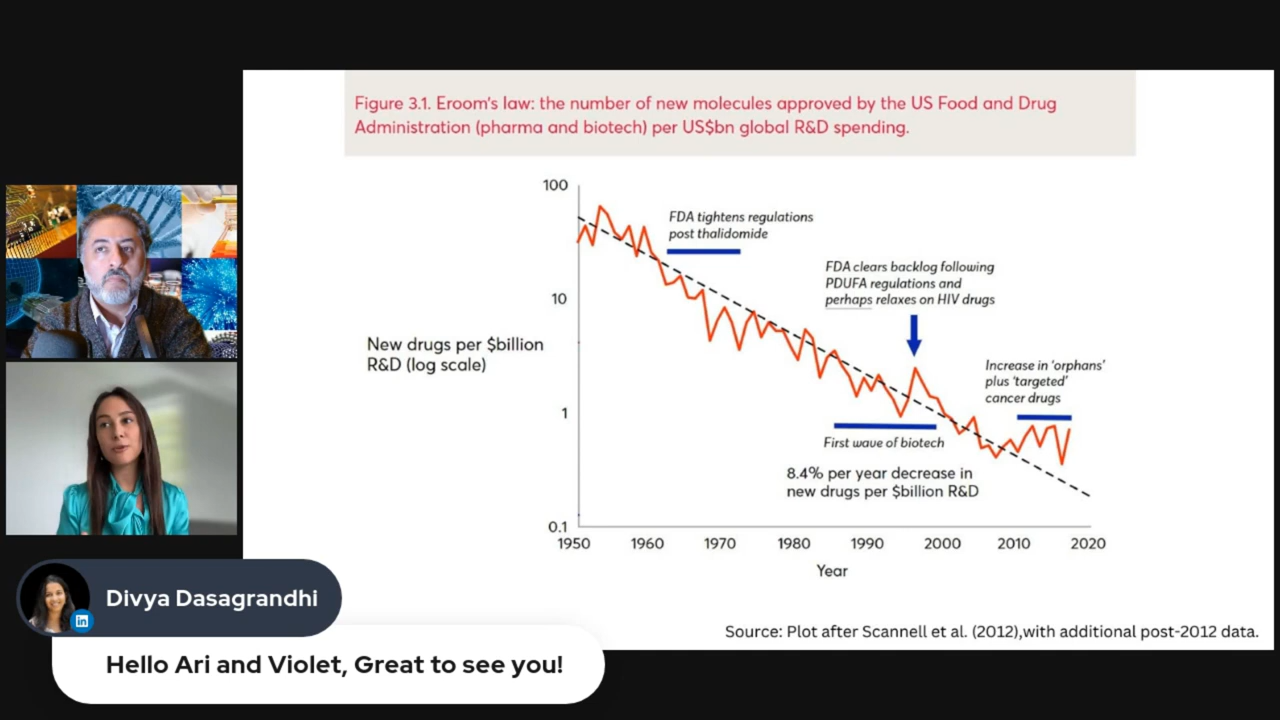 Figure 3.1. Eroom's law: the number of new molecules approved by the US Food and Drug
Administration (pharma and biotech) per US$bn global R&D spending.
100
10
1
0.1
New drugs per $billion
R&D (log scale)
FDA tightens regulations
post thalidomide
FDA clears backlog following
PDUFA regulations and
perhaps relaxes on HIV drugs
Increase in 'orphans'
plus 'targeted'
cancer drugs
First wave of biotech
8.4% per year decrease in
new drugs per $billion R&D
1950 1960 1970 1980 1990 2000 2010 2020
Year
Source: Plot after Scannell et al. (2012),with additional post-2012 data.
in
Divya Dasagrandhi
Hello Ari and Violet, Great to see you!